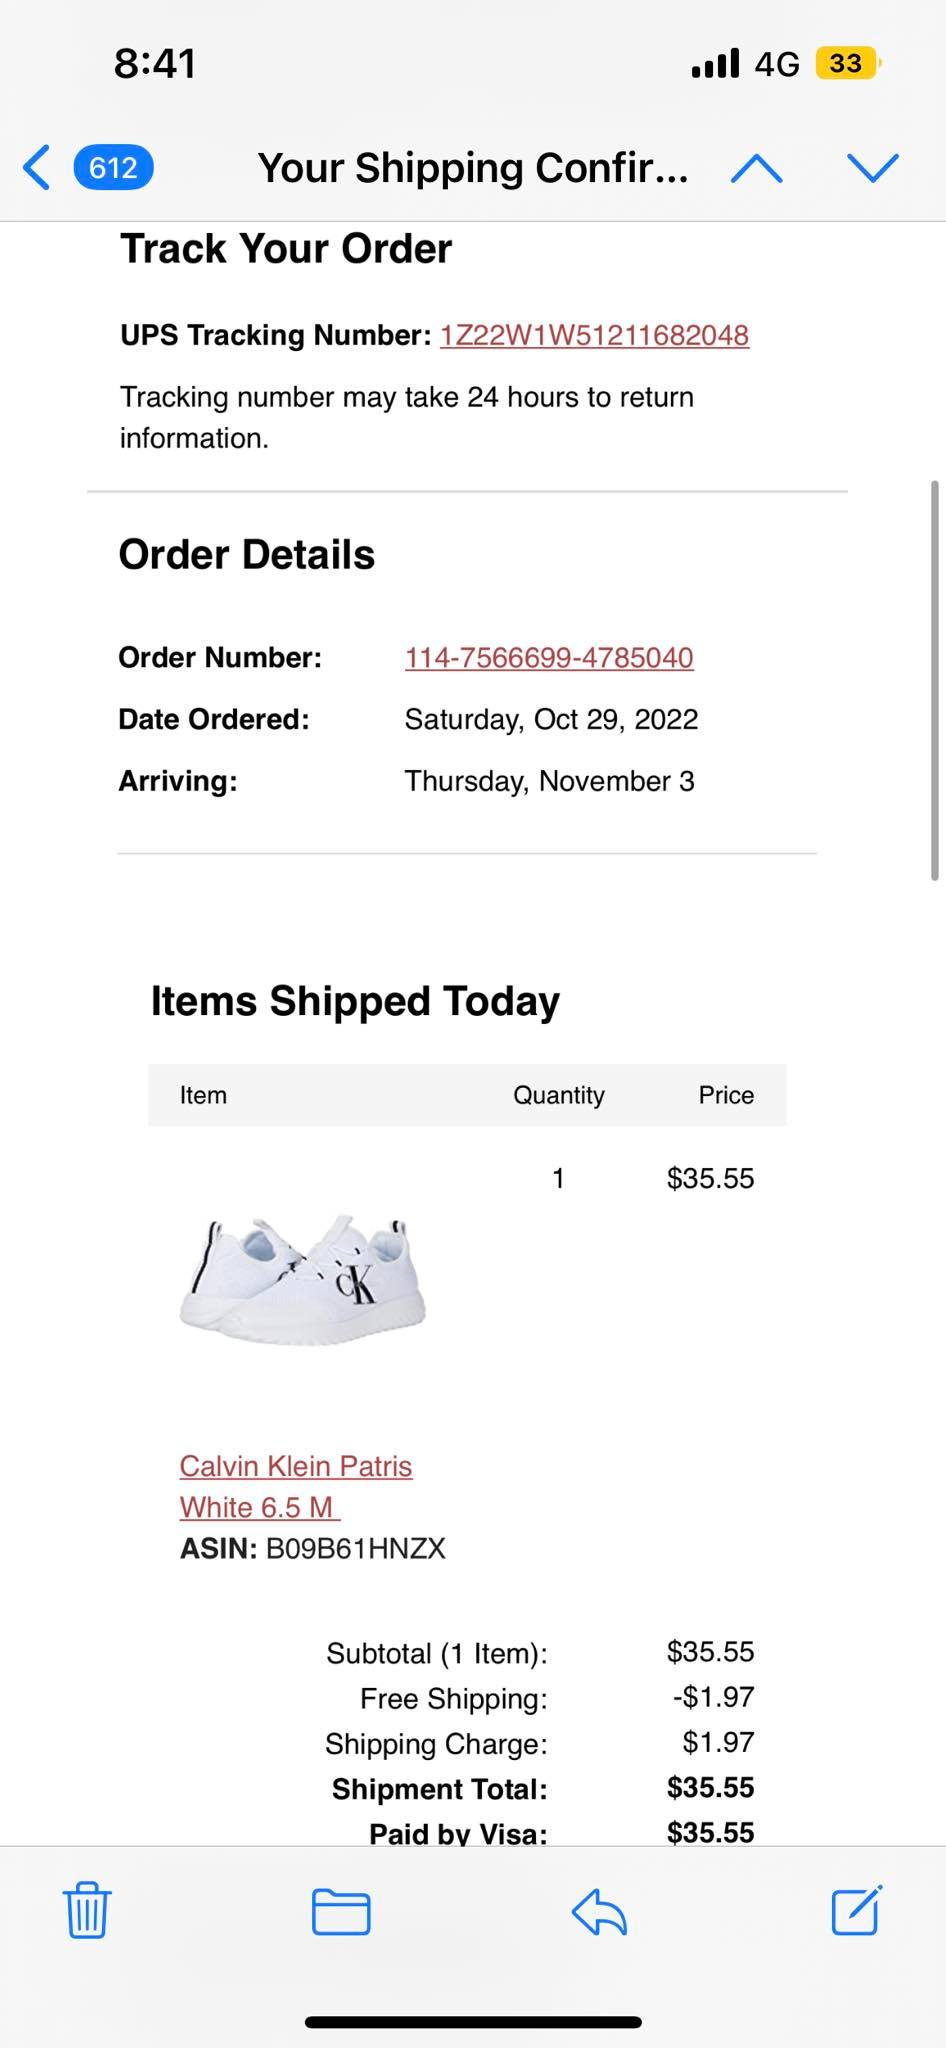 8:41
4G 33
612 Your Shipping Confir...
Track Your Order
UPS Tracking Number: 1Z22W1W51211682048
Tracking number may take 24 hours to return
information.
Order Details
Order Number: 114-7566699-4785040
Date Ordered: Saturday, Oct 29, 2022
Arriving: Thursday, November 3
Items Shipped Today
Item Quantity Price
1 $35.55
cK
Calvin Klein Patris
White 6.5 M
ASIN: B09B61HNZX
Subtotal (1 Item): $35.55
Free Shipping: -$1.97
Shipping Charge: $1.97
Shipment Total: $35.55
Paid by Visa: $35.55